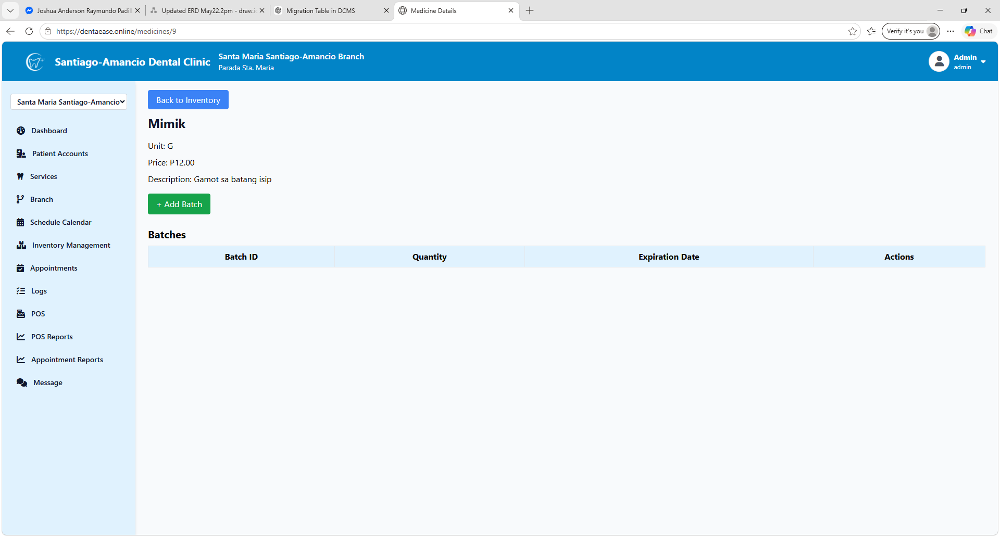 Joshua Anderson Raymundo Padil
Updated ERD May22.2pm - draw.i
Migration Table in DCMS
Medicine Details
https://dentaease.online/medicines/9
Verify it's you
Chat
Santiago-Amancio Dental Clinic
Santa Maria Santiago-Amancio Branch
Parada Sta. Maria
Admin
admin
Santa Maria Santiago-Amancio
Dashboard
Patient Accounts
Services
Branch
Schedule Calendar
Inventory Management
Appointments
Logs
POS
POS Reports
Appointment Reports
Message
Back to Inventory
Mimik
Unit: G
Price: ₱12.00
Description: Gamot sa batang isip
+ Add Batch
Batches
Batch ID Quantity Expiration Date Actions